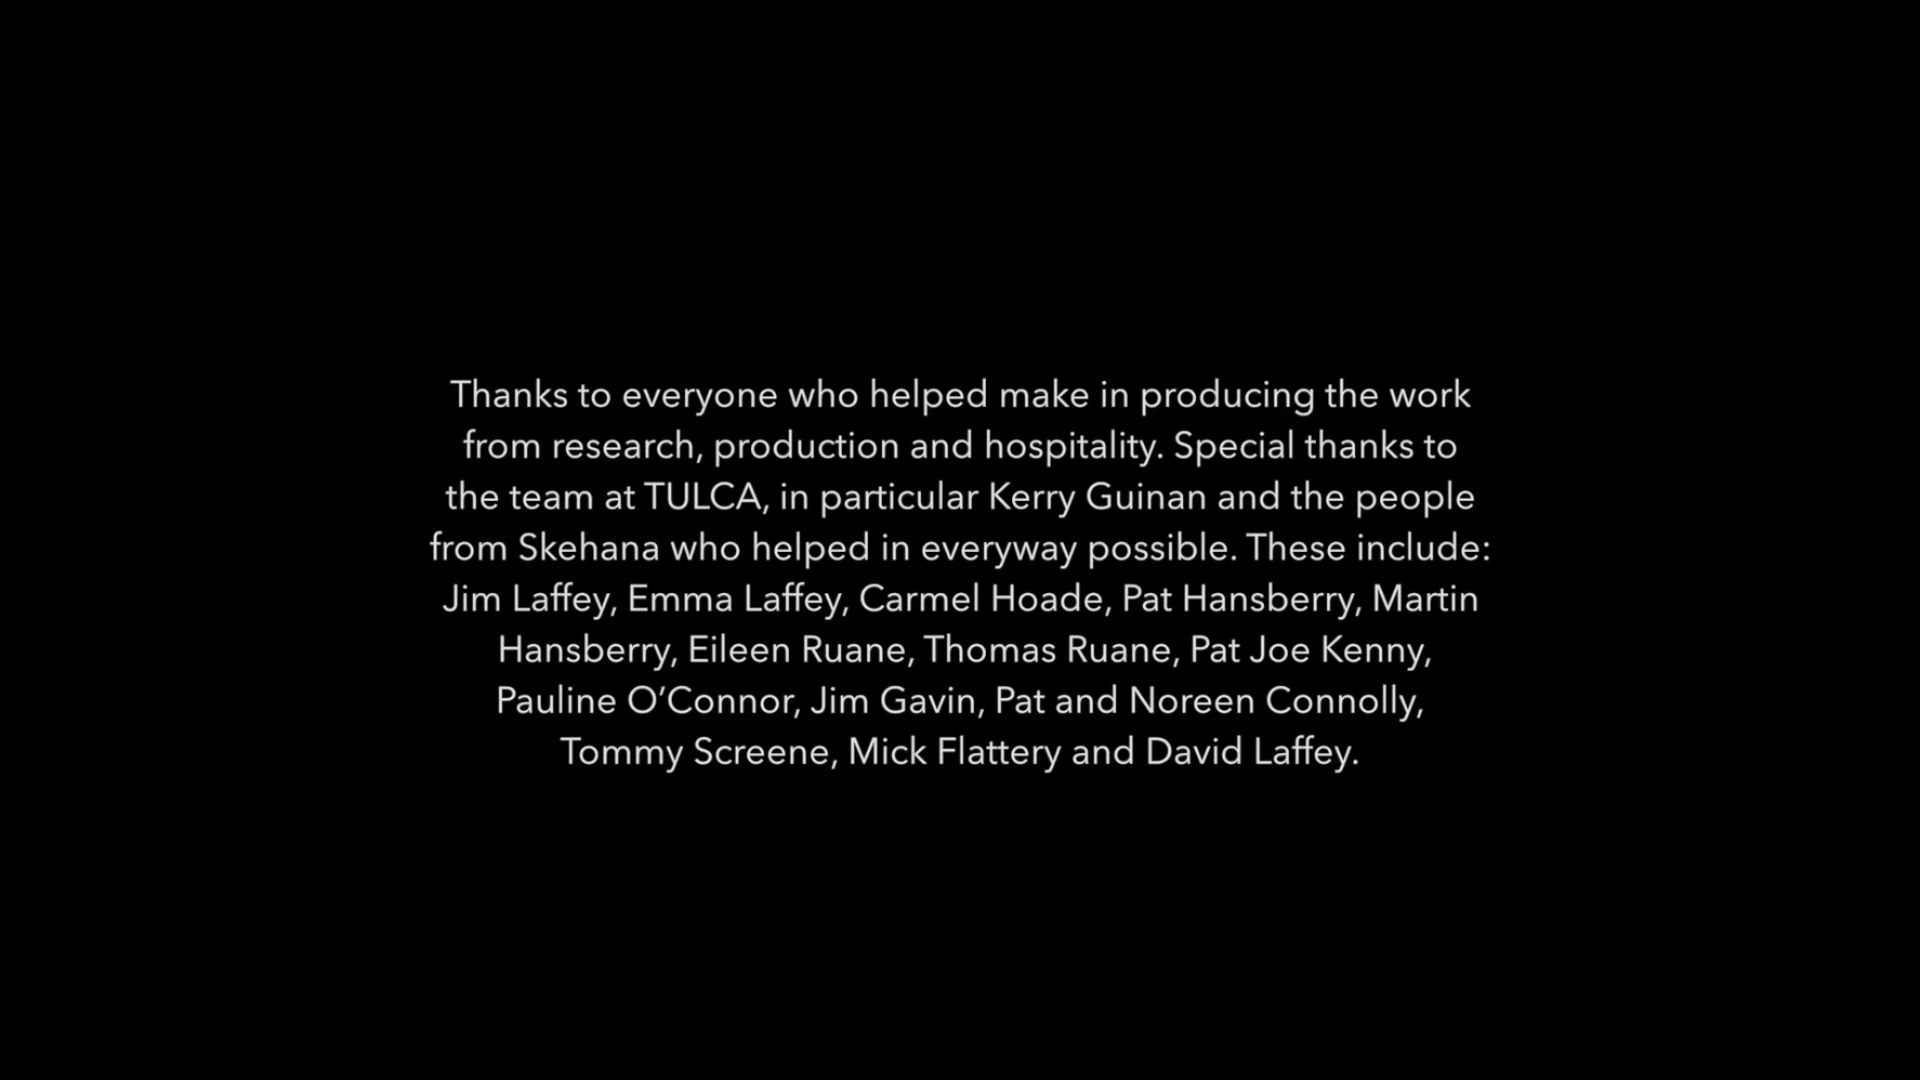 Thanks to everyone who helped make in producing the work
from research, production and hospitality. Special thanks to
the team at TULCA, in particular Kerry Guinan and the people
from Skehana who helped in everyway possible. These include:
Jim Laffey, Emma Laffey, Carmel Hoade, Pat Hansberry, Martin
Hansberry, Eileen Ruane, Thomas Ruane, Pat Joe Kenny,
Pauline O’Connor, Jim Gavin, Pat and Noreen Connolly,
Tommy Screene, Mick Flattery and David Laffey.